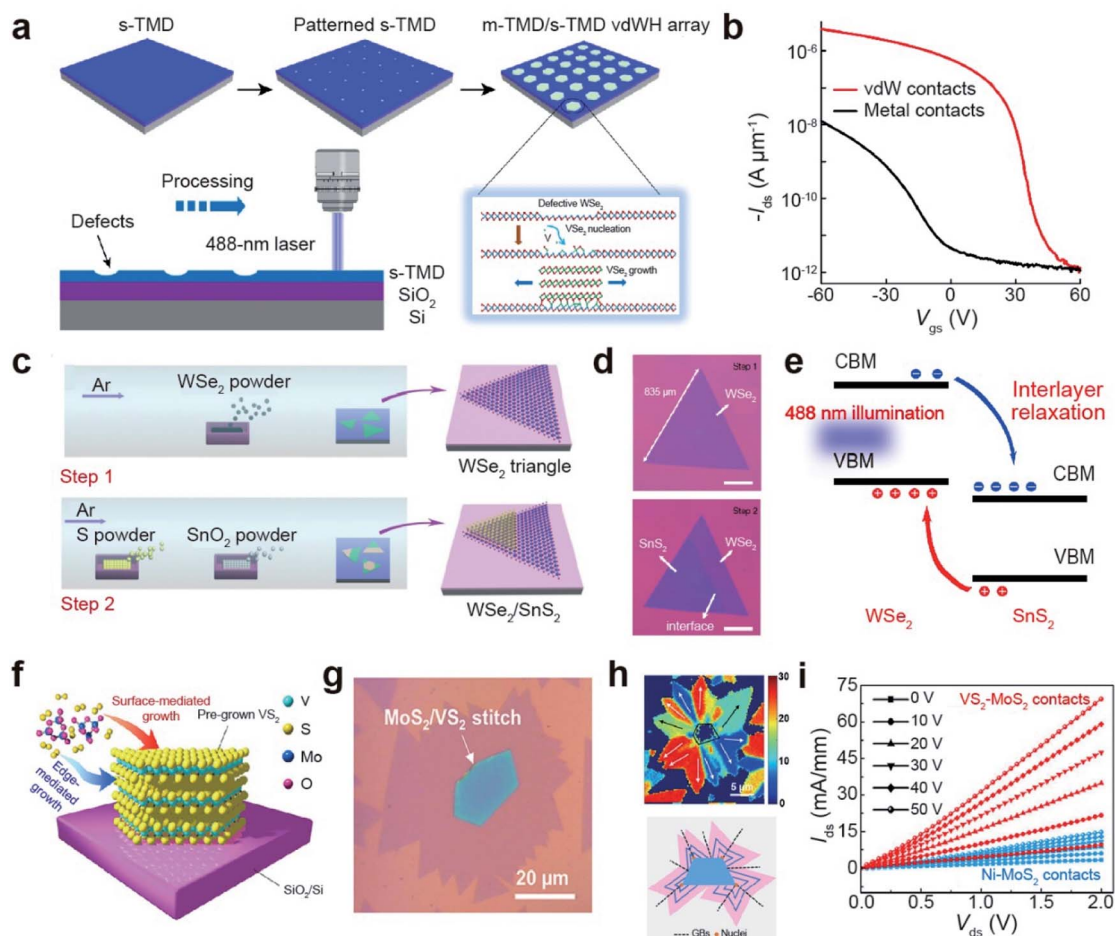 a
s-TMD
Patterned s-TMD
m-TMD/s-TMD vdWH array
Processing
Defects
488-nm laser
s-TMD
SiO2
Si
Defective WSe2
VSe2 nucleation
V
VSe2 growth
b
10-6
10-8
10-10
10-12
-Ids (A μm-1)
vdW contacts
Metal contacts
-60 -30 0 30 60
Vgs (V)
c
Ar
WSe2 powder
Step 1
WSe2 triangle
Ar
S powder
SnO2 powder
Step 2
WSe2/SnS2
d
Step 1
835 μm
WSe2
Step 2
SnS2
WSe2
interface
e
CBM
Interlayer
relaxation
488 nm illumination
VBM
CBM
VBM
WSe2
SnS2
f
Surface-mediated
growth
Pre-grown VS2
Edge-
mediated
growth
V
S
Mo
O
SiO2/Si
g
MoS2/VS2 stitch
20 μm
h
30
20
10
0
5 μm
GBs
Nuclei
i
75
60
45
30
15
0
Ids (mA/mm)
0 V
10 V
20 V
30 V
40 V
50 V
VS2-MoS2 contacts
Ni-MoS2 contacts
0.0 0.5 1.0 1.5 2.0
Vds (V)